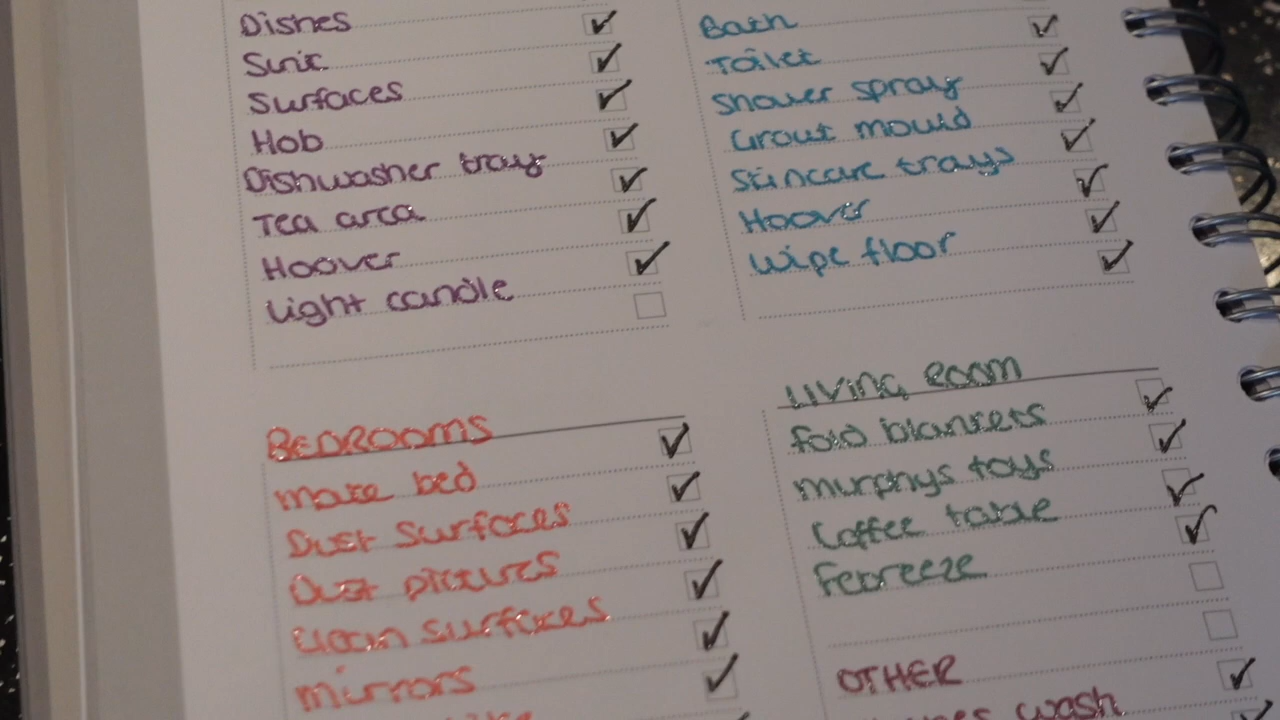 Dishes
Sink
Surfaces
Hob
Dishwasher tray
Tea area
Hoover
Light candle
Bath
Toilet
Shower spray
Grout mould
Skincare trays
Hoover
Wipe floor
BEDROOMS
make bed
Dust surfaces
Dust pictures
Clean surfaces
mirrors
LIVING ROOM
fold blankets
murphys toys
Coffee table
Febreeze
OTHER
wash